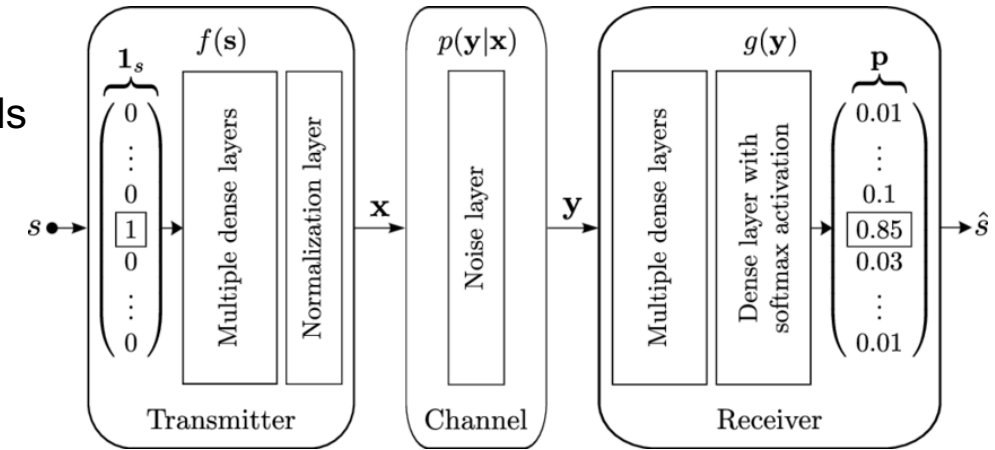 ls
s
1ₛ
0
⋮
0
1
0
⋮
0
f(s)
Multiple dense layers
Normalization layer
Transmitter
x
p(y|x)
Noise layer
Channel
y
g(y)
Multiple dense layers
Dense layer with
softmax activation
p
0.01
⋮
0.1
0.85
0.03
⋮
0.01
Receiver
ŝ